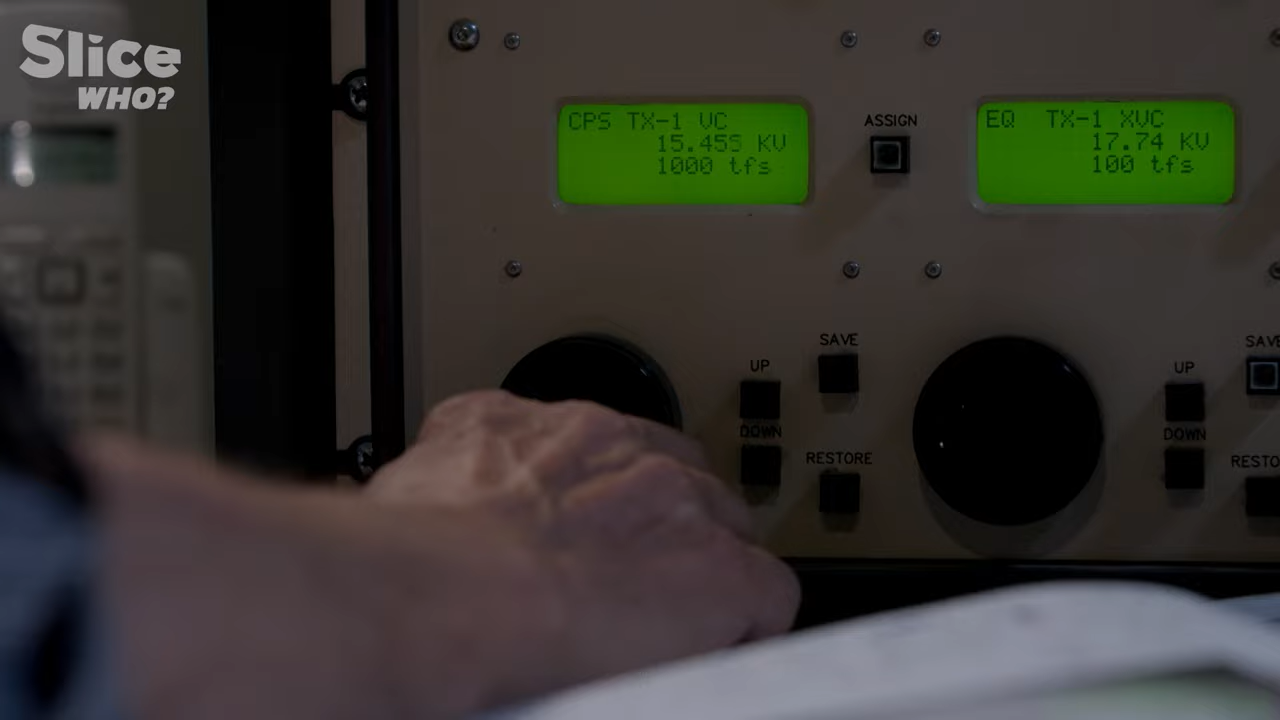 Slice
WHO?
CPS TX-1 VC
15.455 KV
1000 tfs
ASSIGN
EQ TX-1 XVC
17.74 KV
100 tfs
SAVE
UP
DOWN
RESTORE
SAVE
UP
DOWN
RESTO